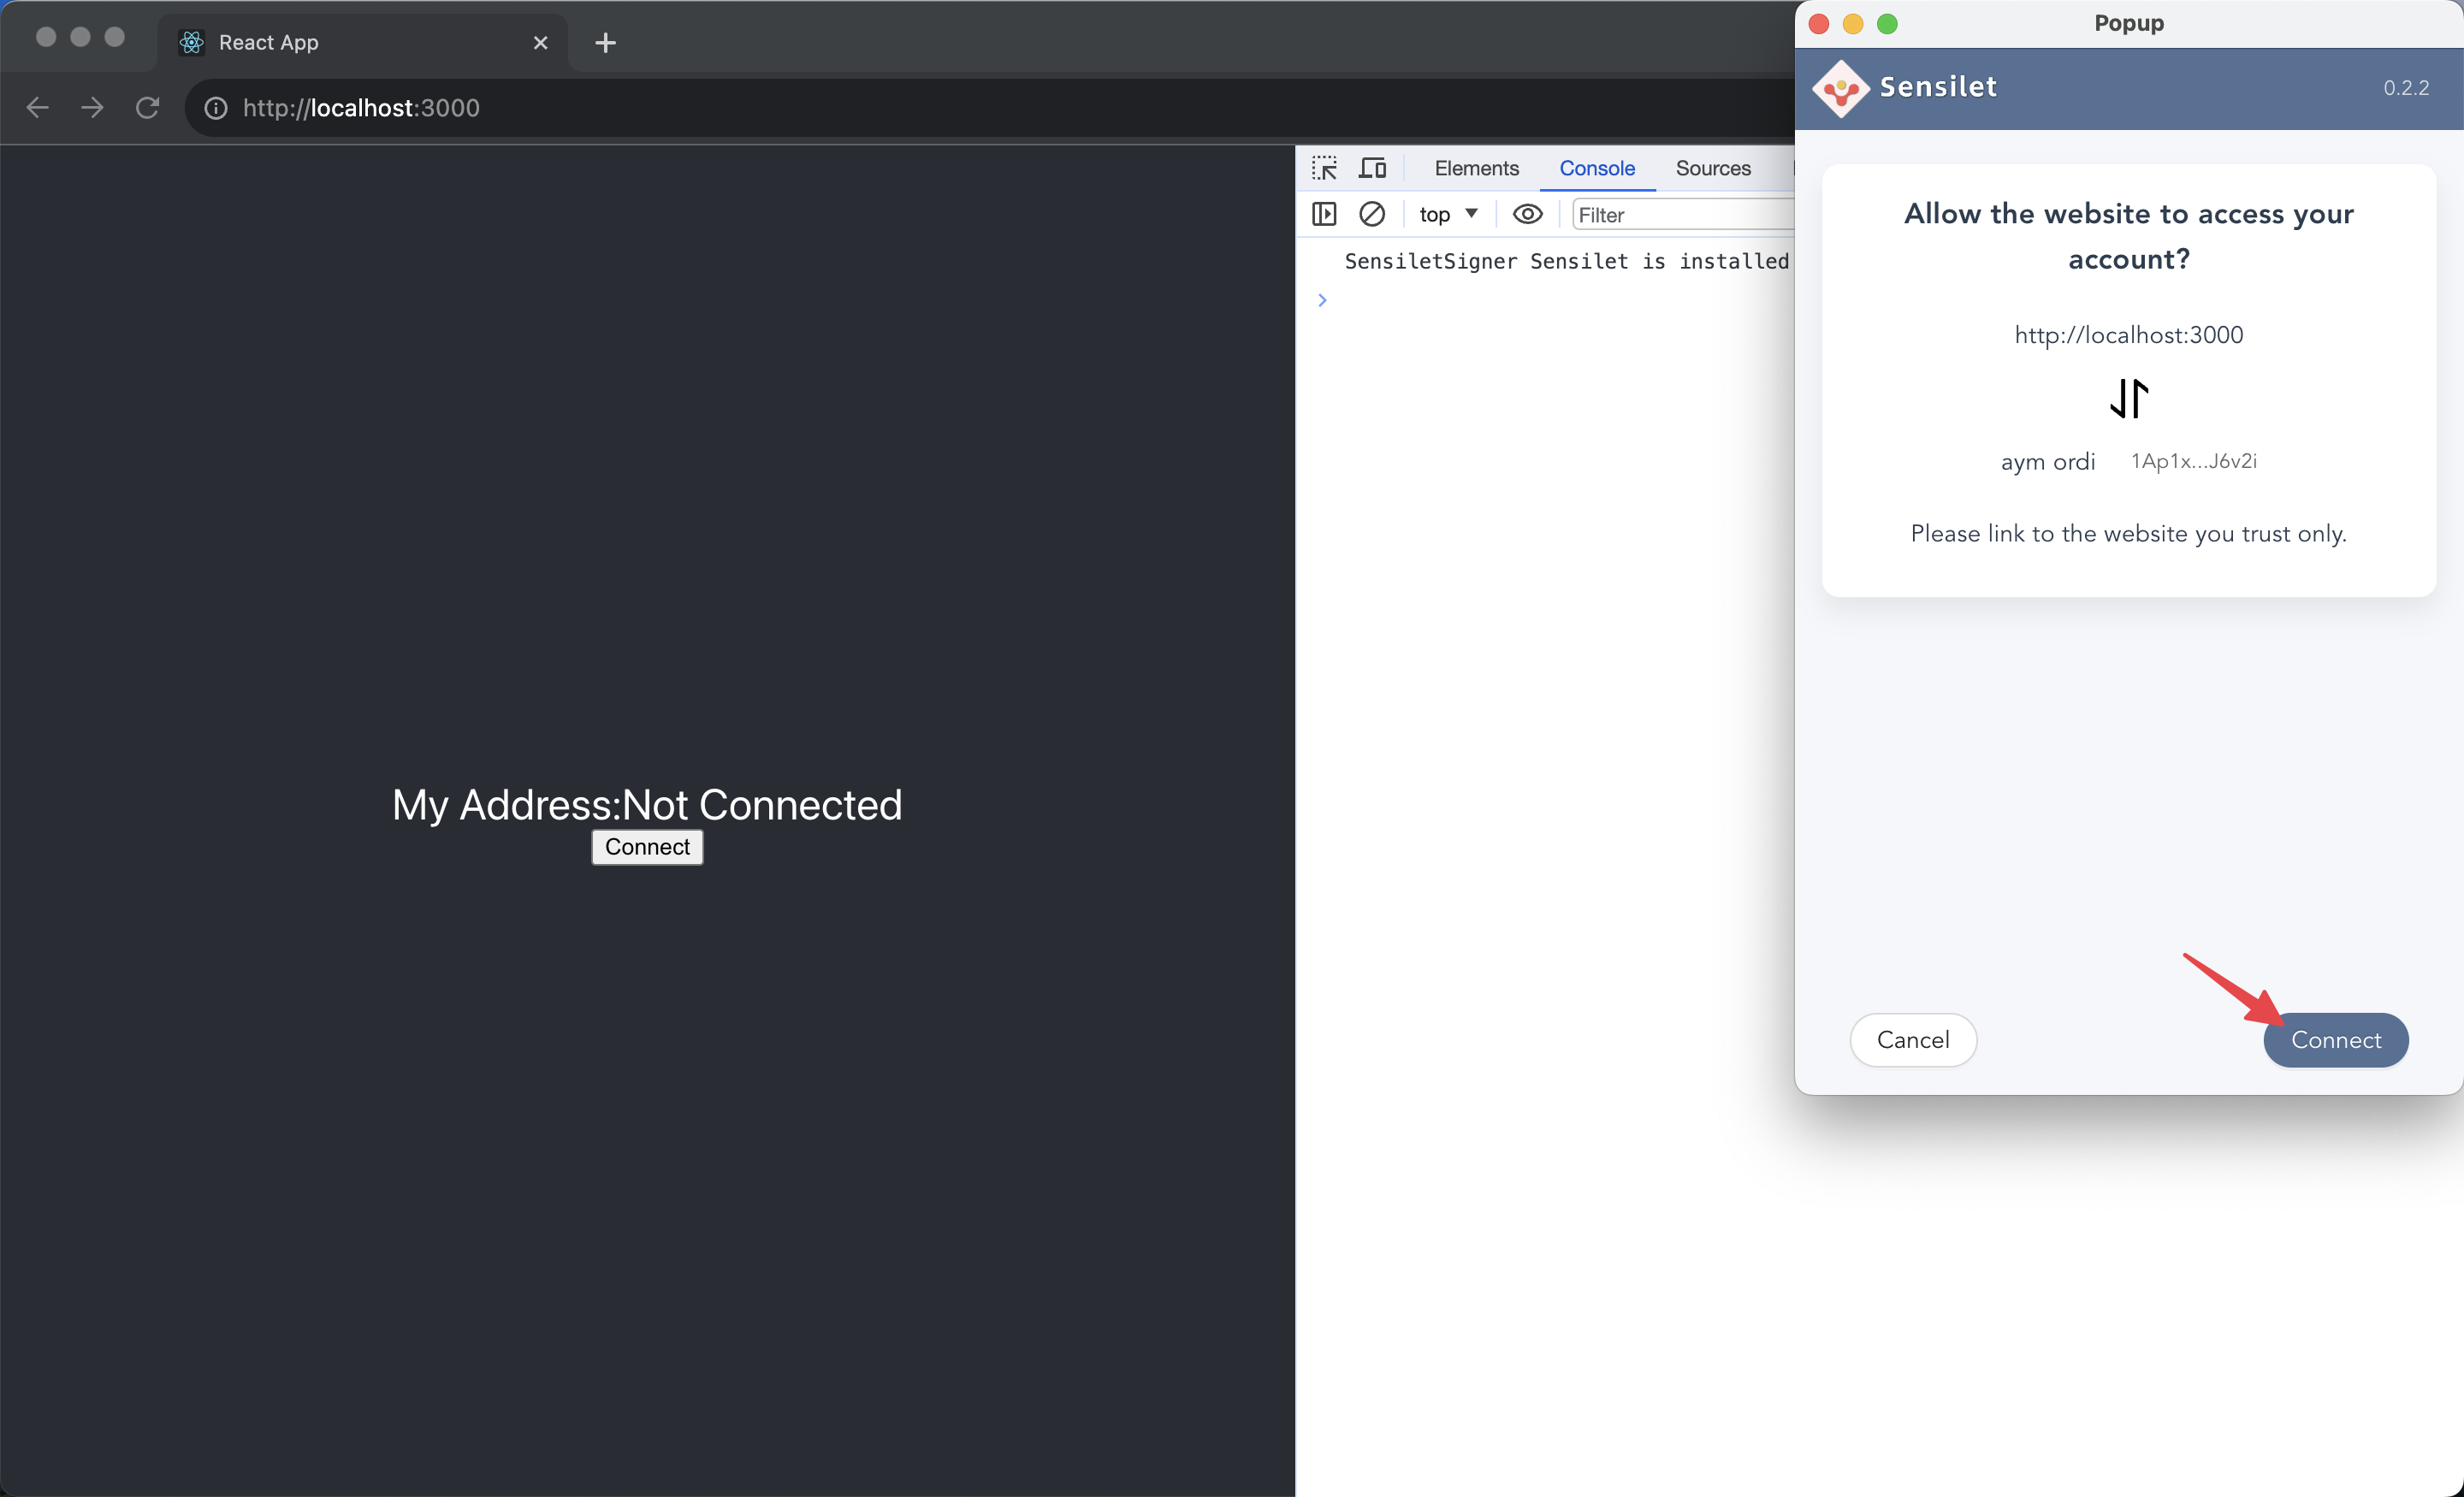 React App
http://localhost:3000
My Address:Not Connected
Connect
Elements
Console
Sources
top
Filter
SensiletSigner Sensilet is installed
Popup
Sensilet
0.2.2
Allow the website to access your
account?
http://localhost:3000
aym ordi 1Ap1x...J6v2i
Please link to the website you trust only.
Cancel
Connect